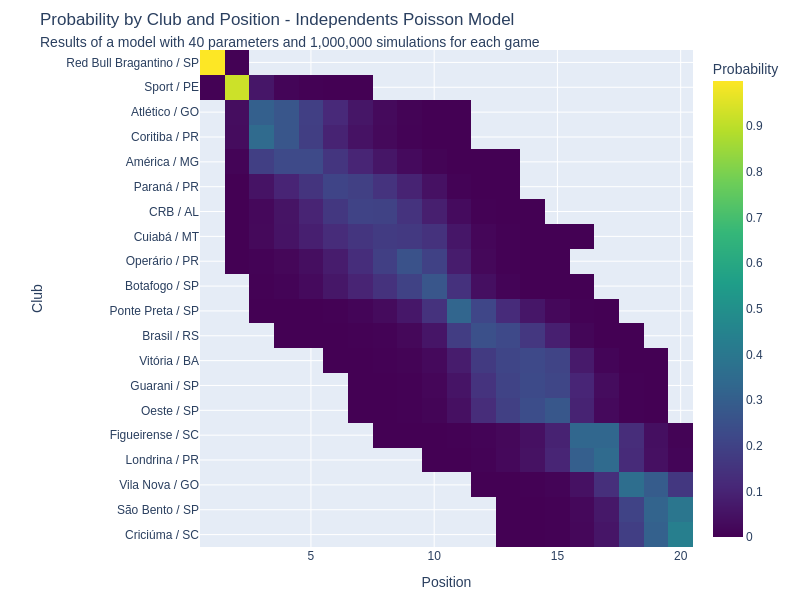 Probability by Club and Position - Independents Poisson Model
Results of a model with 40 parameters and 1,000,000 simulations for each game
Probability
Red Bull Bragantino / SP
Sport / PE
Atlético / GO
Coritiba / PR
América / MG
Paraná / PR
CRB / AL
Cuiabá / MT
Operário / PR
Botafogo / SP
Ponte Preta / SP
Brasil / RS
Vitória / BA
Guarani / SP
Oeste / SP
Figueirense / SC
Londrina / PR
Vila Nova / GO
São Bento / SP
Criciúma / SC
Club
5
10
15
20
Position
0.9
0.8
0.7
0.6
0.5
0.4
0.3
0.2
0.1
0